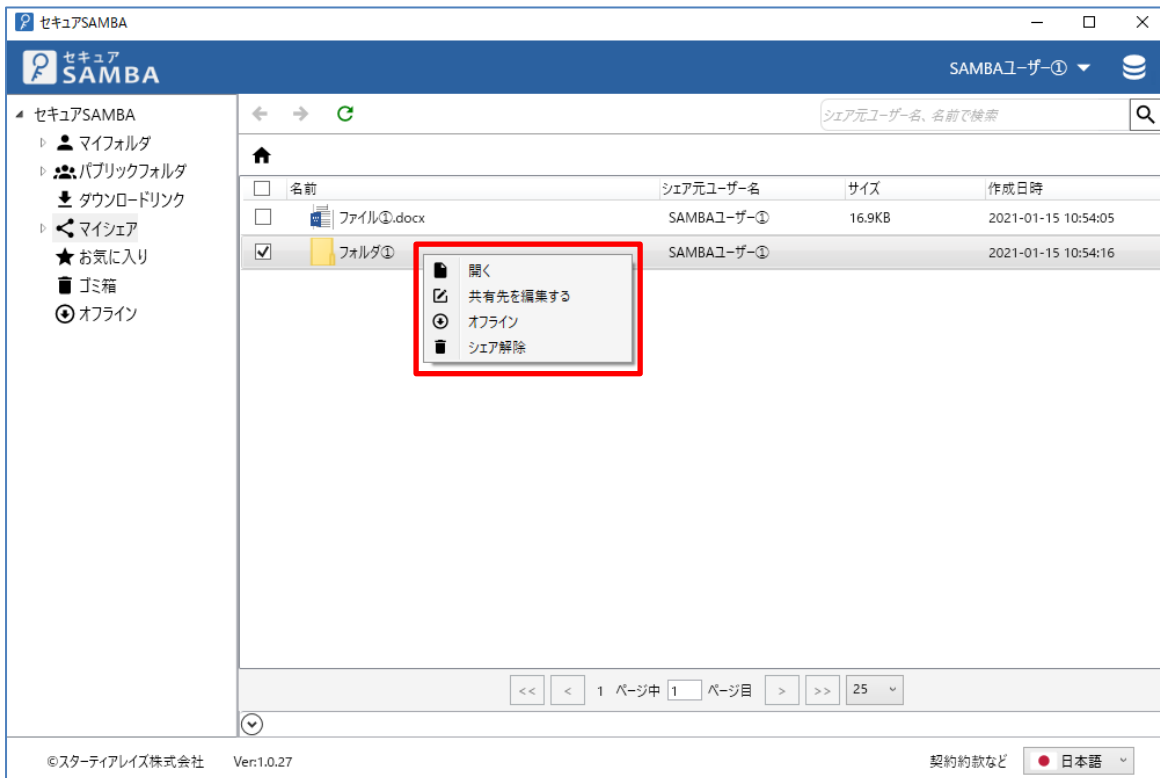 セキュアSAMBA
セキュア
SAMBA
SAMBAユーザー①
セキュアSAMBA
マイフォルダ
パブリックフォルダ
ダウンロードリンク
マイシェア
お気に入り
ゴミ箱
オフライン
シェア元ユーザー名、名前で検索
名前 シェア元ユーザー名 サイズ 作成日時
ファイル①.docx SAMBAユーザー① 16.9KB 2021-01-15 10:54:05
フォルダ① SAMBAユーザー① 2021-01-15 10:54:16
開く
共有先を編集する
オフライン
シェア解除
<< < 1 ページ中 1 ページ目 > >> 25
©スターティアレイズ株式会社 Ver:1.0.27 契約約款など 日本語